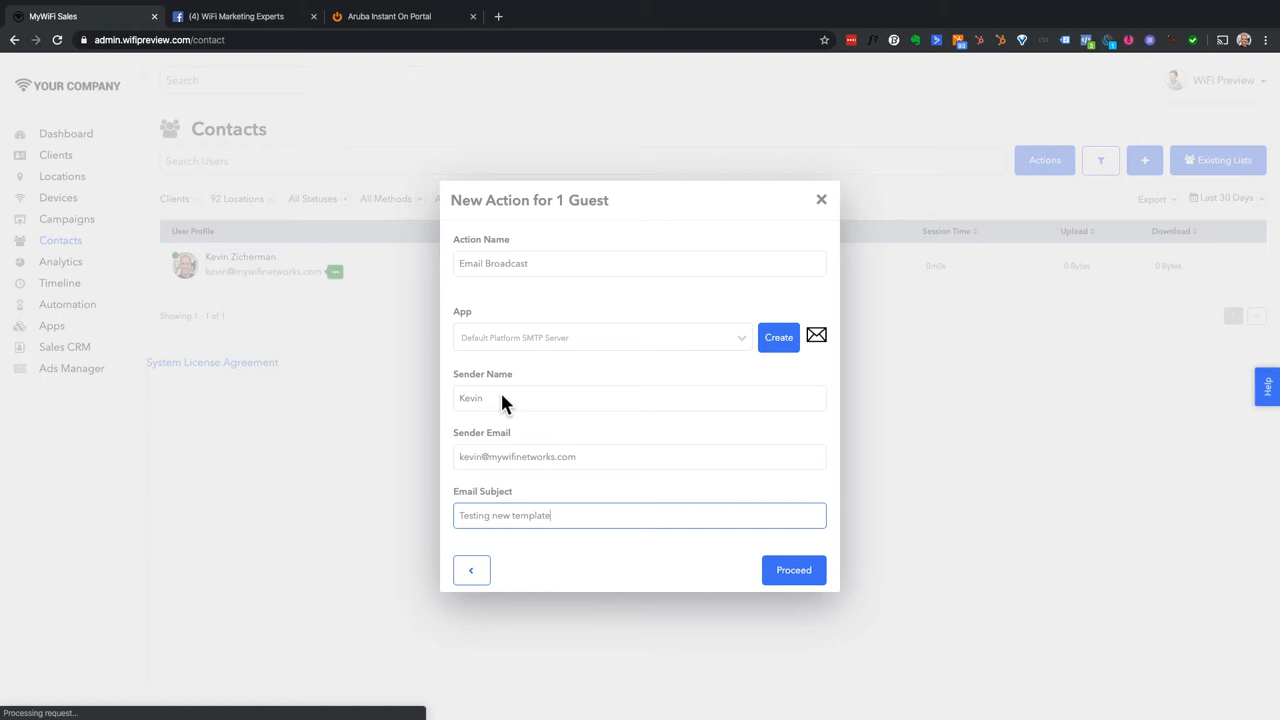 MyWiFi Sales
(4) WiFi Marketing Experts
Aruba Instant On Portal
admin.wifipreview.com/contact
YOUR COMPANY
Search
WiFi Preview
Dashboard
Clients
Locations
Devices
Campaigns
Contacts
Analytics
Timeline
Automation
Apps
Sales CRM
Ads Manager
Contacts
Search Users
Actions
Existing Lists
Clients
92 Locations
All Statuses
All Methods
Export
Last 30 Days
User Profile
Session Time
Upload
Download
Kevin Zicherman
kevin@mywifinetworks.com
0m0s
0 Bytes
0 Bytes
Showing 1 - 1 of 1
1
System License Agreement
New Action for 1 Guest
Action Name
Email Broadcast
App
Default Platform SMTP Server
Create
Sender Name
Kevin
Sender Email
kevin@mywifinetworks.com
Email Subject
Testing new template
Proceed
Help
Processing request...